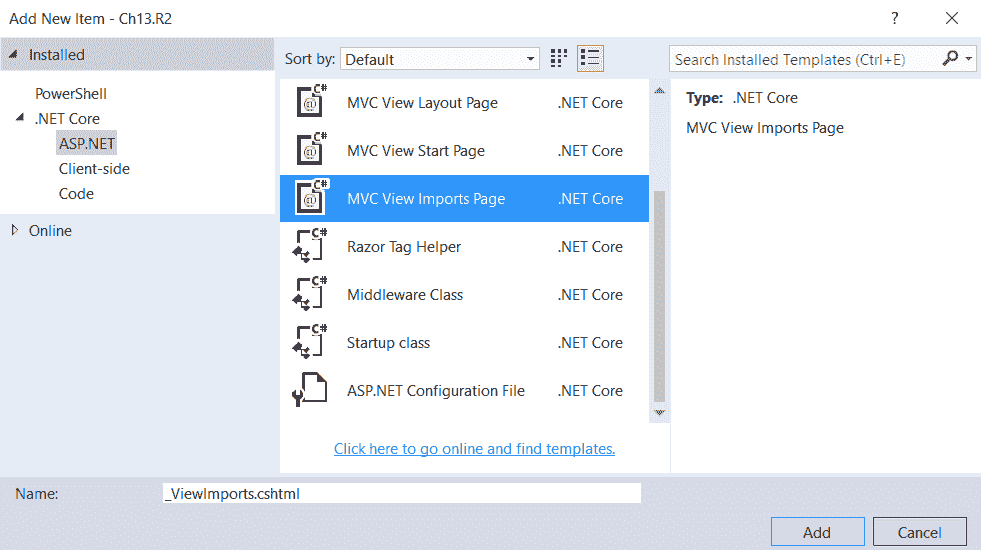 Add New Item - Ch13.R2
?
Installed
PowerShell
.NET Core
ASP.NET
Client-side
Code
Online
Sort by: Default
MVC View Layout Page .NET Core
MVC View Start Page .NET Core
MVC View Imports Page .NET Core
Razor Tag Helper .NET Core
Middleware Class .NET Core
Startup class .NET Core
ASP.NET Configuration File .NET Core
Click here to go online and find templates.
Search Installed Templates (Ctrl+E)
Type: .NET Core
MVC View Imports Page
Name: _ViewImports.cshtml
Add Cancel